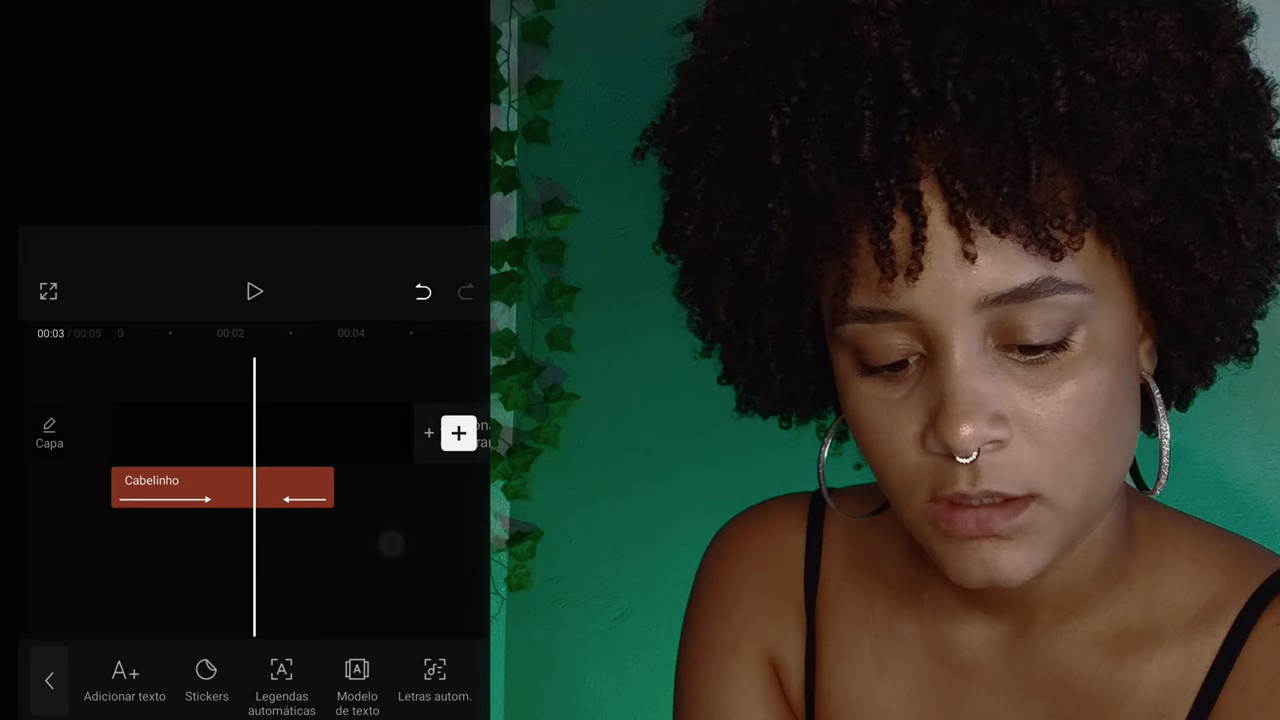 00:03 / 00:05 0 00:02 00:04
Capa
Cabelinho
Adicionar texto
Stickers
Legendas
automáticas
Modelo
de texto
Letras autom.